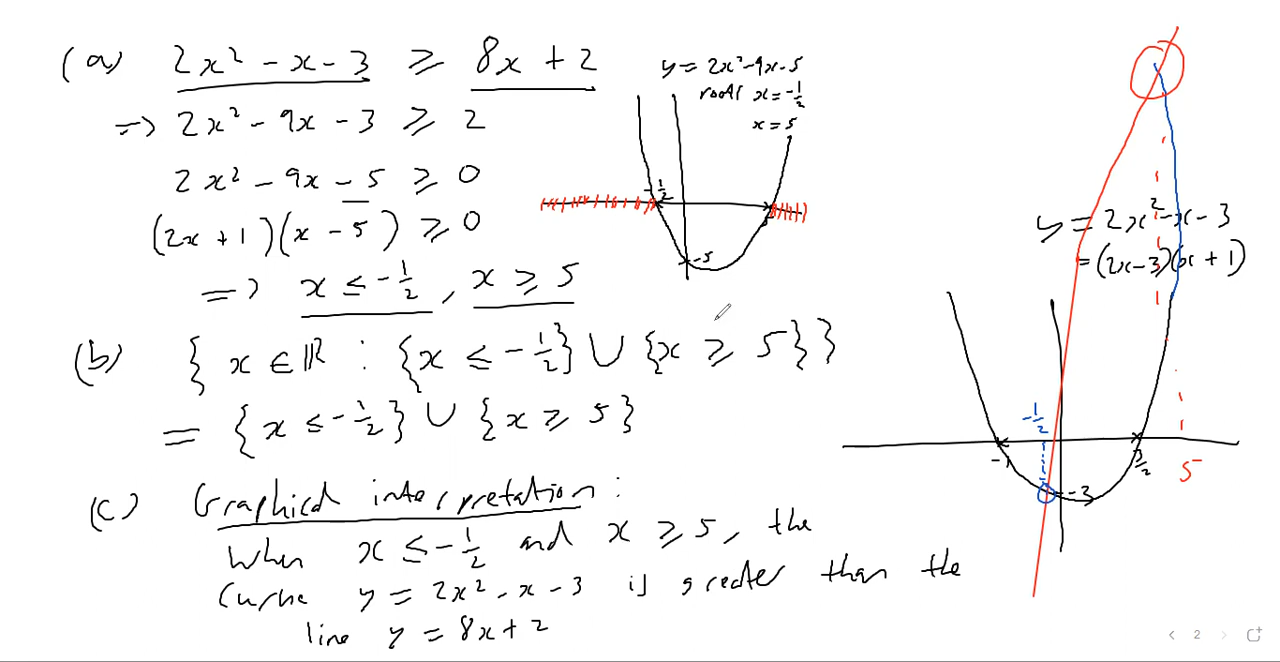 (a) 2x² - x - 3 ≥ 8x + 2
=> 2x² - 9x - 3 ≥ 2
2x² - 9x - 5 ≥ 0
(2x + 1)(x - 5) ≥ 0
=> x ≤ -1/2, x ≥ 5
y = 2x² - 9x - 5
roots x = -1/2
x = 5
-1/2
5
-5
(b) { x ∈ ℝ : {x ≤ -1/2} ∪ {x ≥ 5} }
= {x ≤ -1/2} ∪ {x ≥ 5}
(c) Graphical interpretation:
When x ≤ -1/2 and x ≥ 5, the
Curve y = 2x² - x - 3 is greater than the
line y = 8x + 2
y = 2x² - x - 3
= (2x - 3)(x + 1)
-1/2
-1
3/2
5
-3
< 2 >